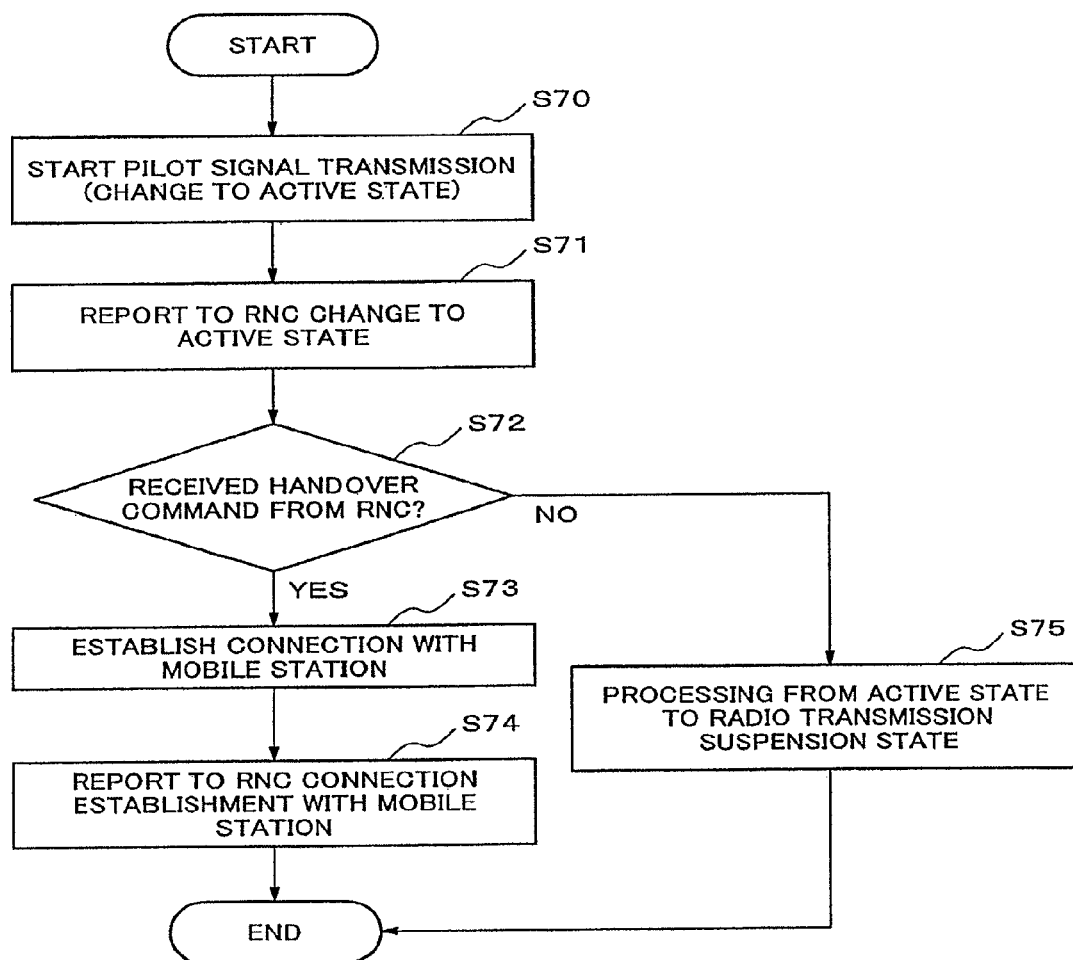 START
S70
START PILOT SIGNAL TRANSMISSION
(CHANGE TO ACTIVE STATE)
S71
REPORT TO RNC CHANGE TO
ACTIVE STATE
S72
RECEIVED HANDOVER
COMMAND FROM RNC?
NO
YES
S73
ESTABLISH CONNECTION WITH
MOBILE STATION
S75
PROCESSING FROM ACTIVE STATE
TO RADIO TRANSMISSION
SUSPENSION STATE
S74
REPORT TO RNC CONNECTION
ESTABLISHMENT WITH MOBILE
STATION
END